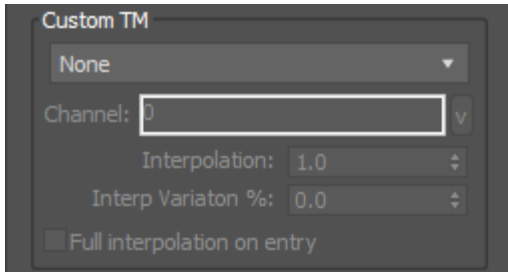 Custom TM
None
Channel: 0 v
Interpolation: 1.0
Interp Variaton %: 0.0
Full interpolation on entry